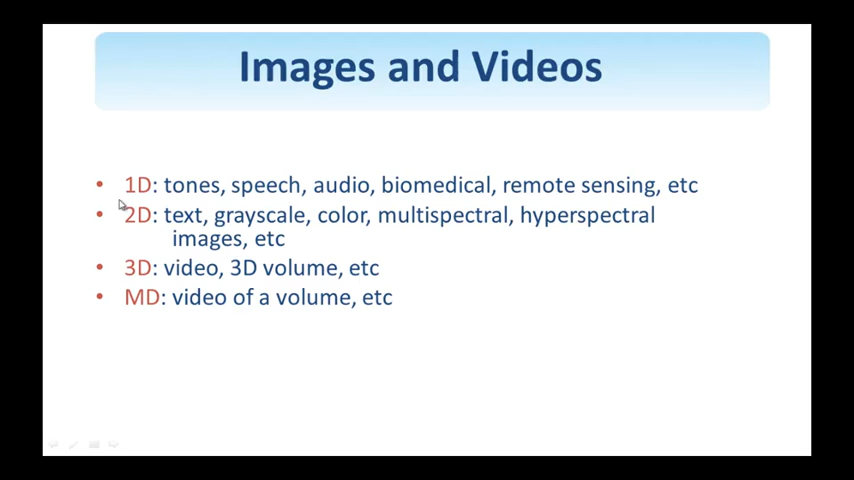 Images and Videos
• 1D: tones, speech, audio, biomedical, remote sensing, etc
• 2D: text, grayscale, color, multispectral, hyperspectral
images, etc
• 3D: video, 3D volume, etc
• MD: video of a volume, etc